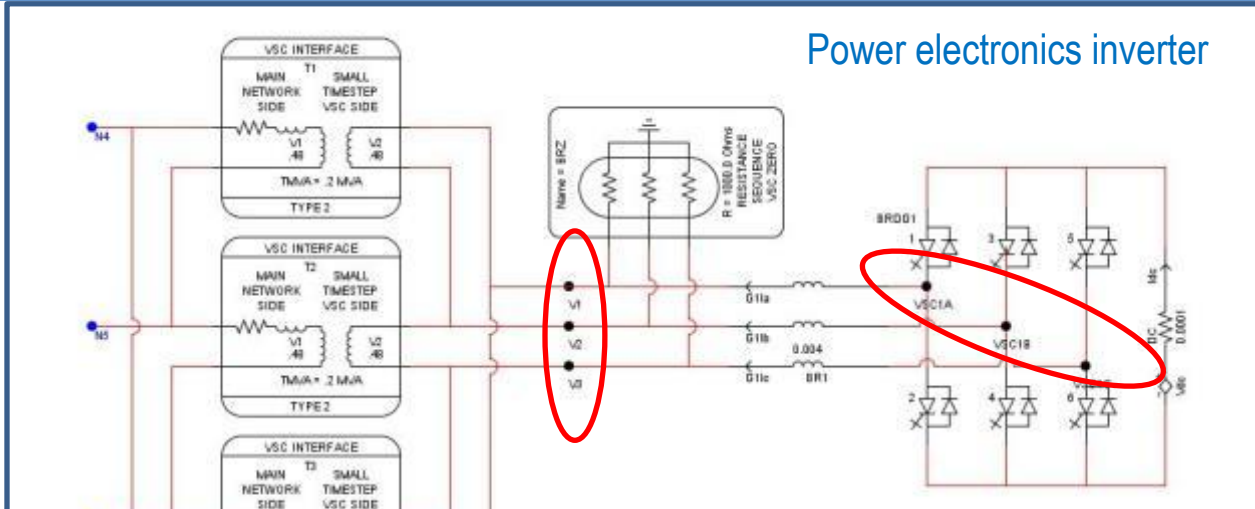 Power electronics inverter
VSC INTERFACE
T1
MAIN SMALL
NETWORK TIMESTEP
SIDE VSC SIDE
V1 V2
.48 .48
TMVA = .2 MVA
TYPE 2
N4
VSC INTERFACE
T2
MAIN SMALL
NETWORK TIMESTEP
SIDE VSC SIDE
V1 V2
.48 .48
TMVA = .2 MVA
TYPE 2
N5
VSC INTERFACE
T3
MAIN SMALL
NETWORK TIMESTEP
SIDE VSC SIDE
Name = BRZ
R = 1000.0 Ohms
RESISTANCE
SEQUENCE
VSC ZERO
V1
V2
V3
G1Ia
G1Ib
G1Ic
0.004
BR1
BRDG1
1
3
5
VSC1A
VSC1B
2
4
6
Idc
DC
0.0001
Vdc